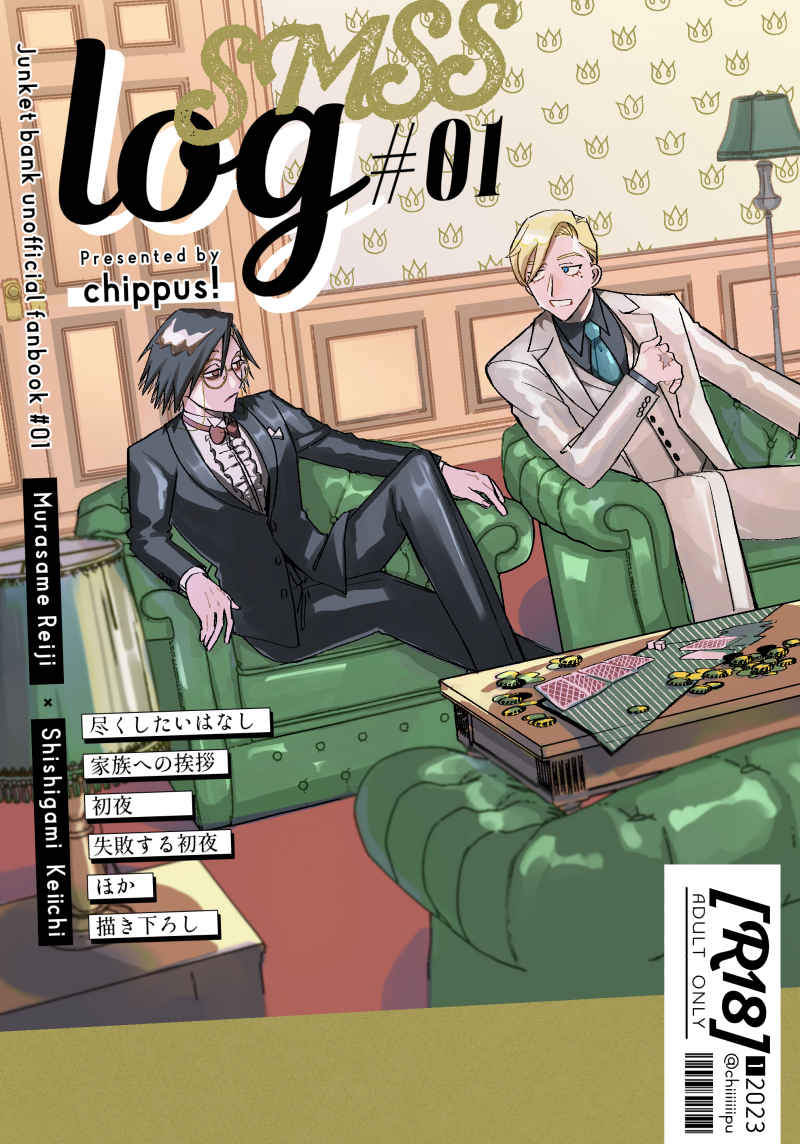 SMSS
log #01
Presented by
chippus!
Junket bank unofficial fanbook #01
Murasame Reiji
×
Shishigami Keiichi
尽くしたいはなし
家族への挨拶
初夜
失敗する初夜
ほか
描き下ろし
[R18]
ADULT ONLY
1 2023
@chiiiiiipu